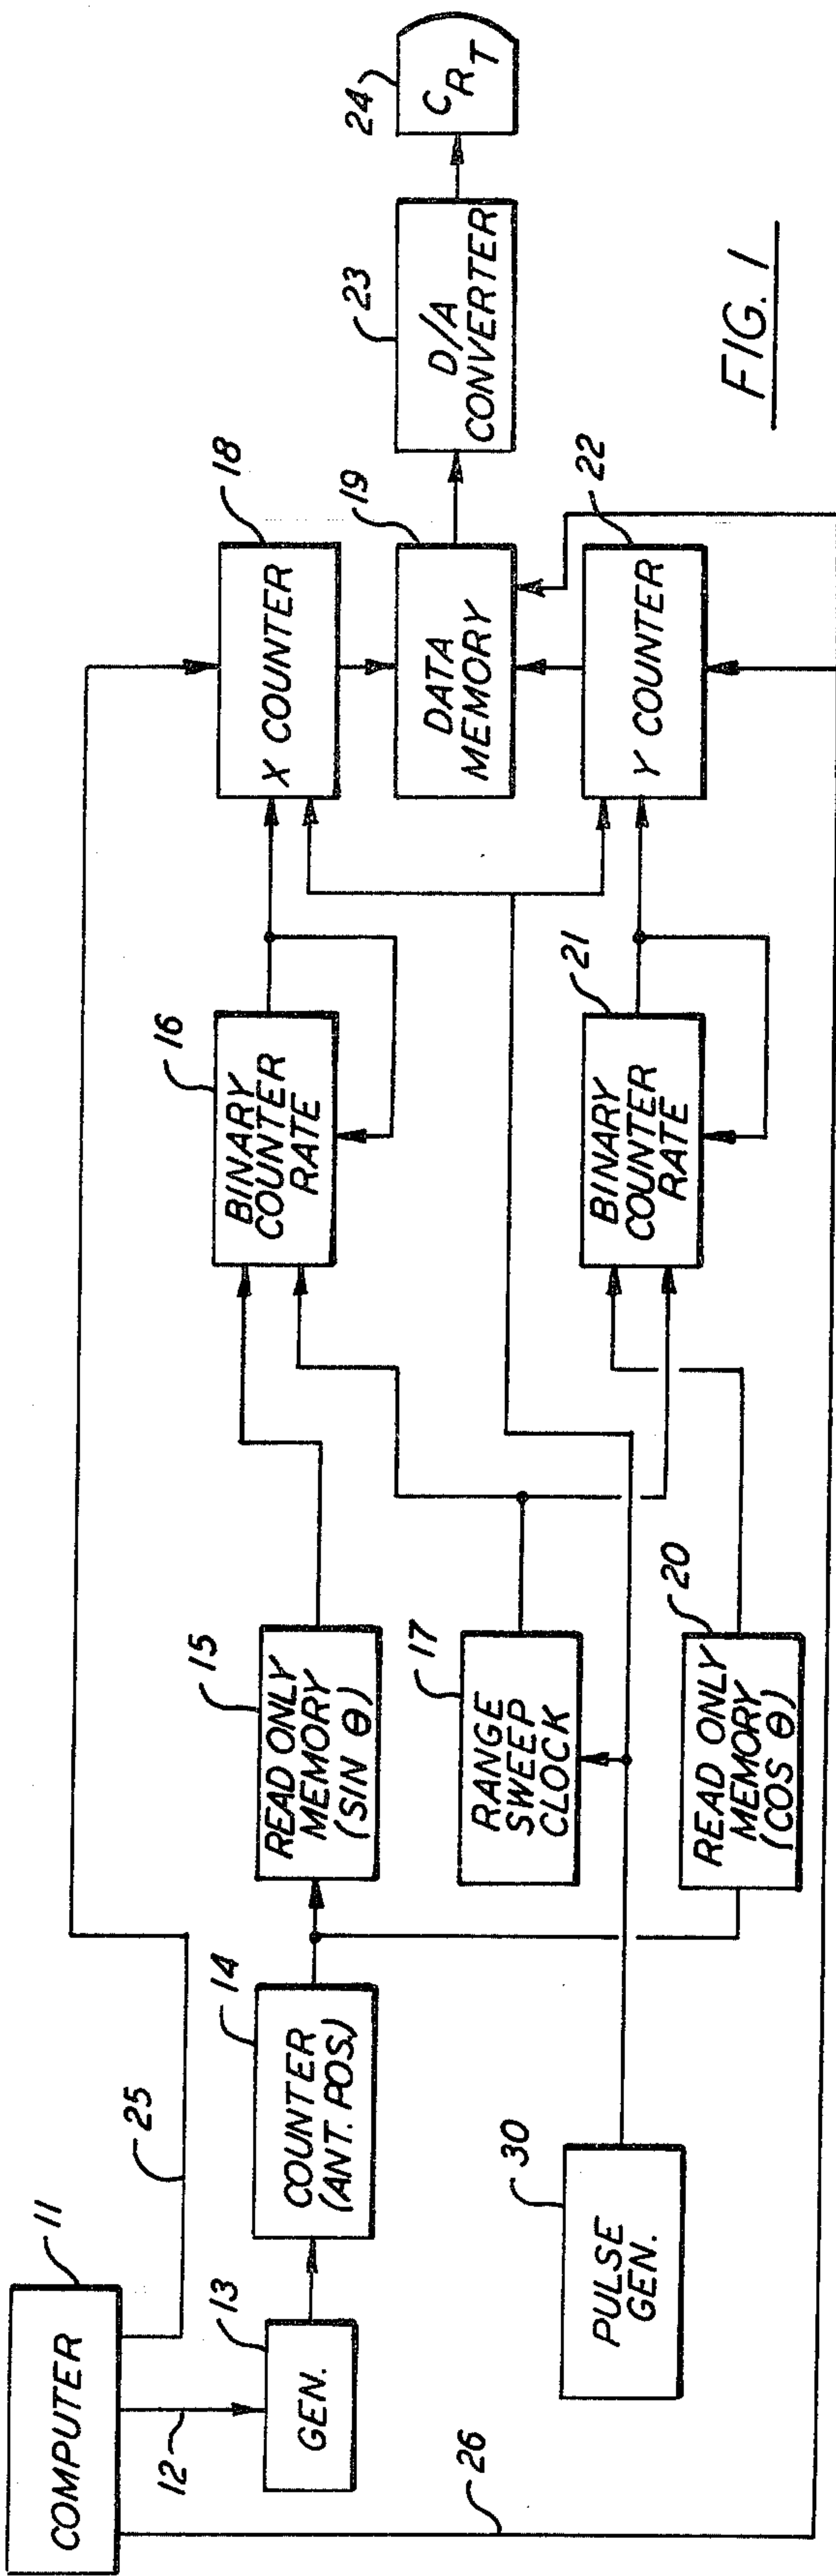 COMPUTER
11
12
25
26
GEN.
13
COUNTER
(ANT. POS.)
14
PULSE
GEN.
30
READ ONLY
MEMORY
(SIN θ)
15
RANGE
SWEEP
CLOCK
17
READ ONLY
MEMORY
(COS θ)
20
BINARY
COUNTER
RATE
16
BINARY
COUNTER
RATE
21
X COUNTER
18
DATA
MEMORY
19
Y COUNTER
22
D/A
CONVERTER
23
CRT
24
FIG. 1